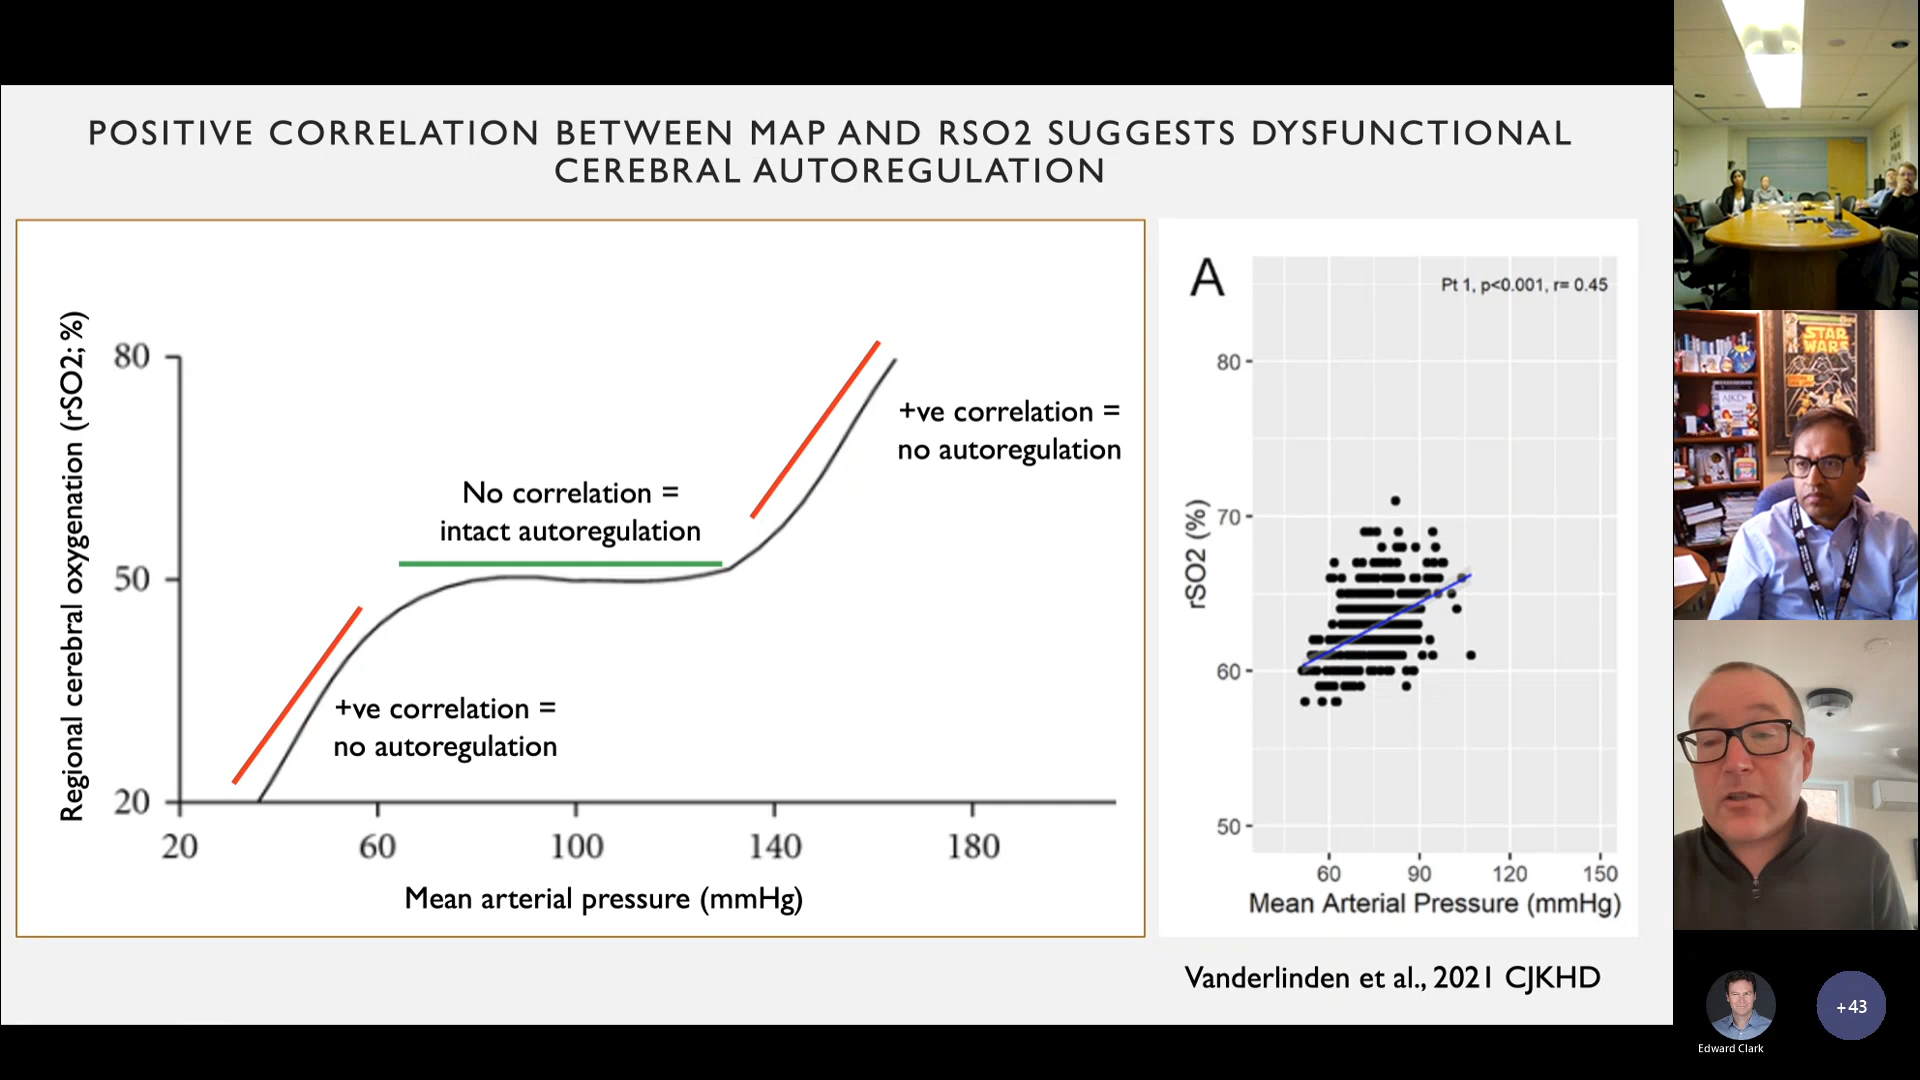 POSITIVE CORRELATION BETWEEN MAP AND RSO2 SUGGESTS DYSFUNCTIONAL
CEREBRAL AUTOREGULATION
Regional cerebral oxygenation (rSO2; %)
80
50
20
20 60 100 140 180
Mean arterial pressure (mmHg)
+ve correlation =
no autoregulation
No correlation =
intact autoregulation
+ve correlation =
no autoregulation
A
Pt 1, p<0.001, r= 0.45
rSO2 (%)
80
70
60
50
60 90 120 150
Mean Arterial Pressure (mmHg)
Vanderlinden et al., 2021 CJKHD
STAR
WARS
AJKD
Edward Clark
+43